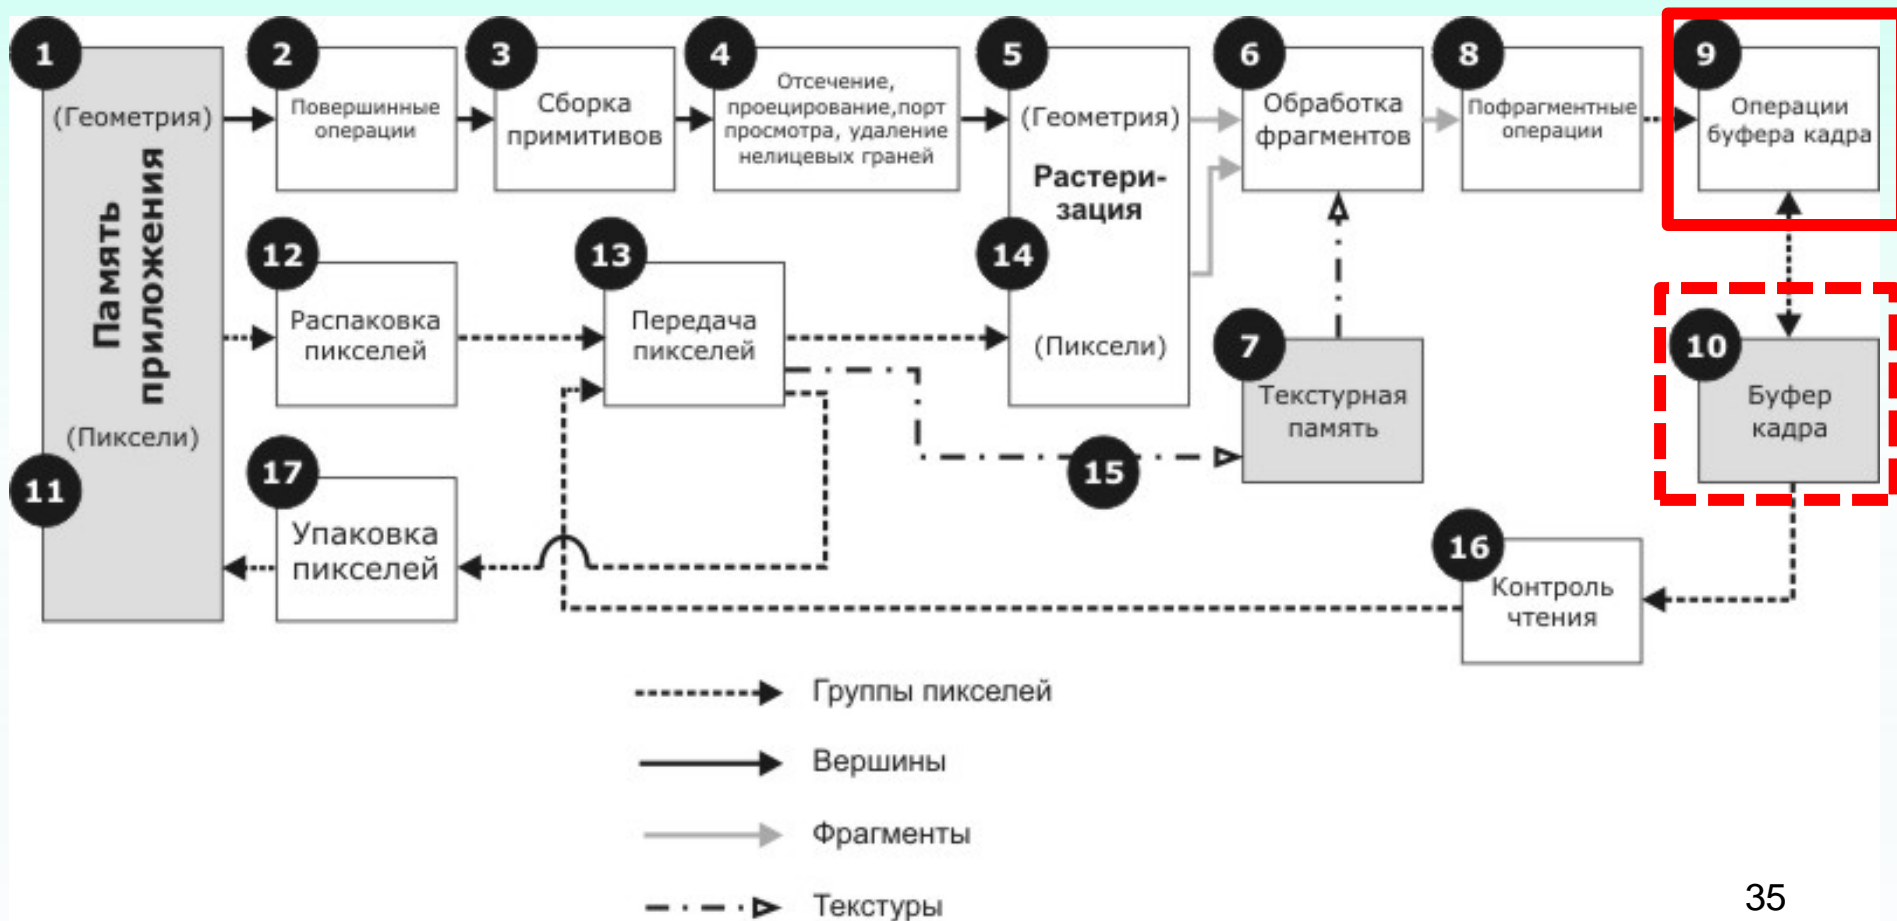 1
(Геометрия)
Память
приложения
(Пиксели)
11
2
Повершинные
операции
3
Сборка
примитивов
4
Отсечение,
проецирование,порт
просмотра, удаление
нелицевых граней
5
(Геометрия)
Растери-
зация
14
(Пиксели)
6
Обработка
фрагментов
8
Пофрагментные
операции
9
Операции
буфера кадра
12
Распаковка
пикселей
13
Передача
пикселей
7
Текстурная
память
10
Буфер
кадра
15
17
Упаковка
пикселей
16
Контроль
чтения
Группы пикселей
Вершины
Фрагменты
Текстуры
35